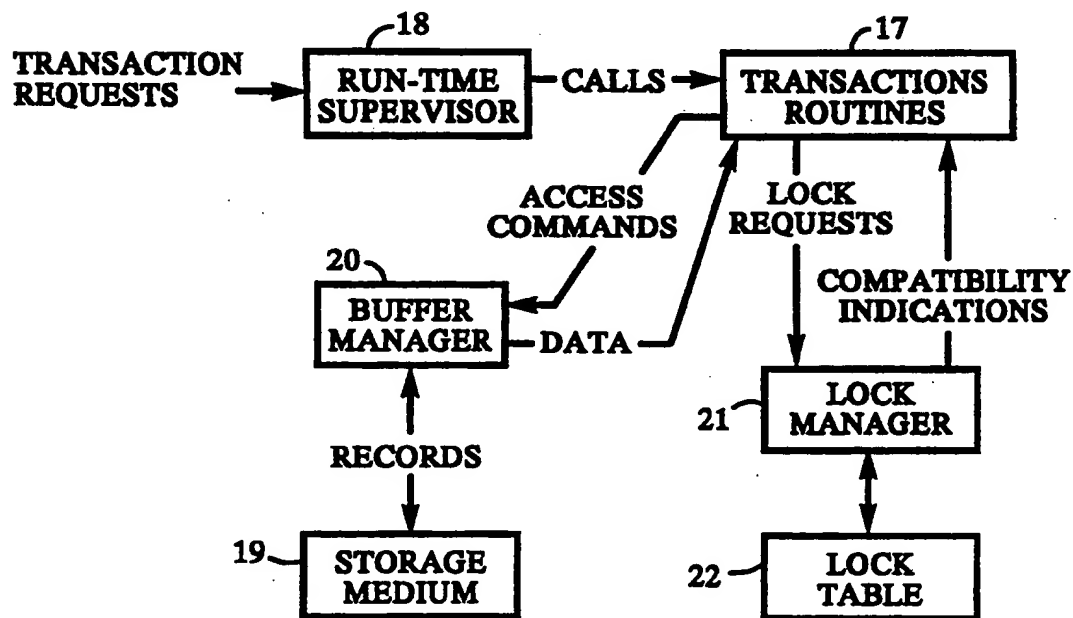 18
17
TRANSACTION
REQUESTS
RUN-TIME
SUPERVISOR
CALLS
TRANSACTIONS
ROUTINES
ACCESS
COMMANDS
LOCK
REQUESTS
20
COMPATIBILITY
INDICATIONS
BUFFER
MANAGER
DATA
21
LOCK
MANAGER
RECORDS
19
STORAGE
MEDIUM
22
LOCK
TABLE